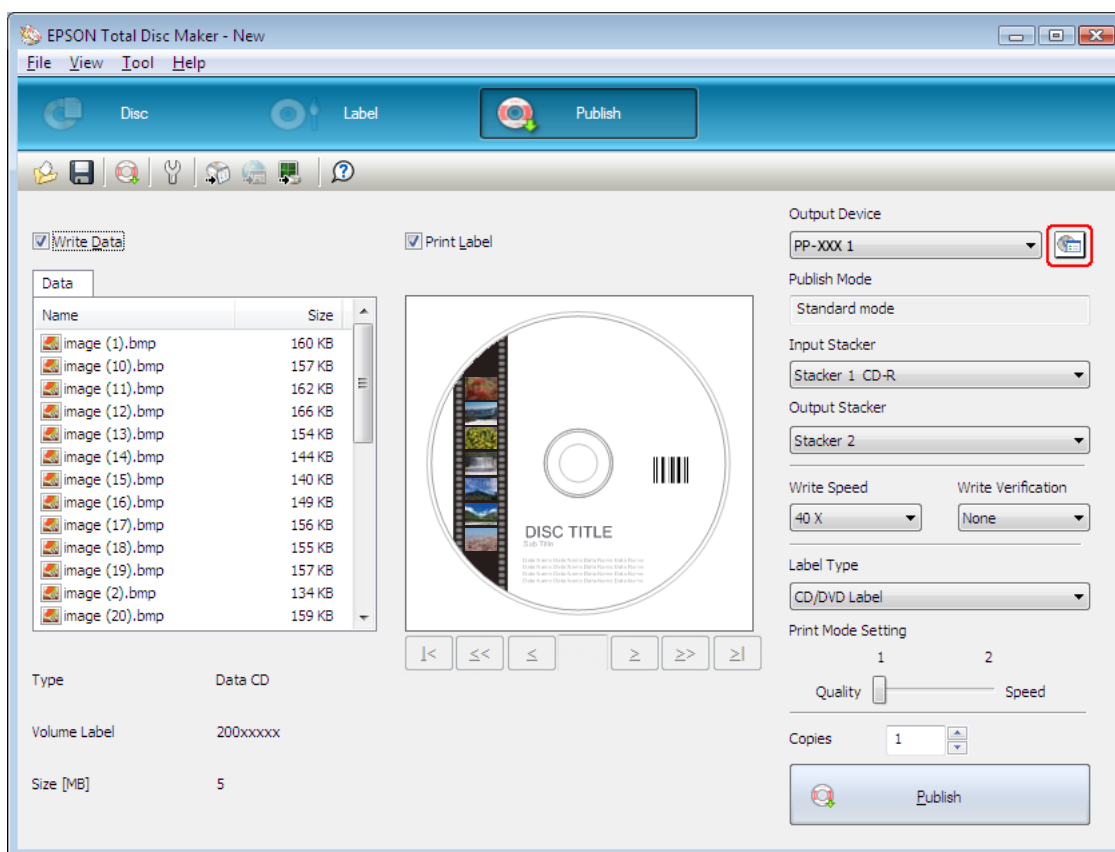 EPSON Total Disc Maker - New
File View Tool Help
Disc Label Publish
Output Device
Write Data Print Label PP-XXX 1
Publish Mode
Data
Standard mode
Name Size
image (1).bmp 160 KB
image (10).bmp 157 KB
image (11).bmp 162 KB
image (12).bmp 166 KB
image (13).bmp 154 KB
image (14).bmp 144 KB
image (15).bmp 140 KB
image (16).bmp 149 KB
image (17).bmp 156 KB
image (18).bmp 155 KB
image (19).bmp 157 KB
image (2).bmp 134 KB
image (20).bmp 159 KB
DISC TITLE
Sub Title
Input Stacker
Stacker 1 CD-R
Output Stacker
Stacker 2
Write Speed Write Verification
40 X None
Label Type
CD/DVD Label
Print Mode Setting
1 2
Quality Speed
Copies 1
Publish
|< << < > >> >|
Type Data CD
Volume Label 200xxxxx
Size [MB] 5